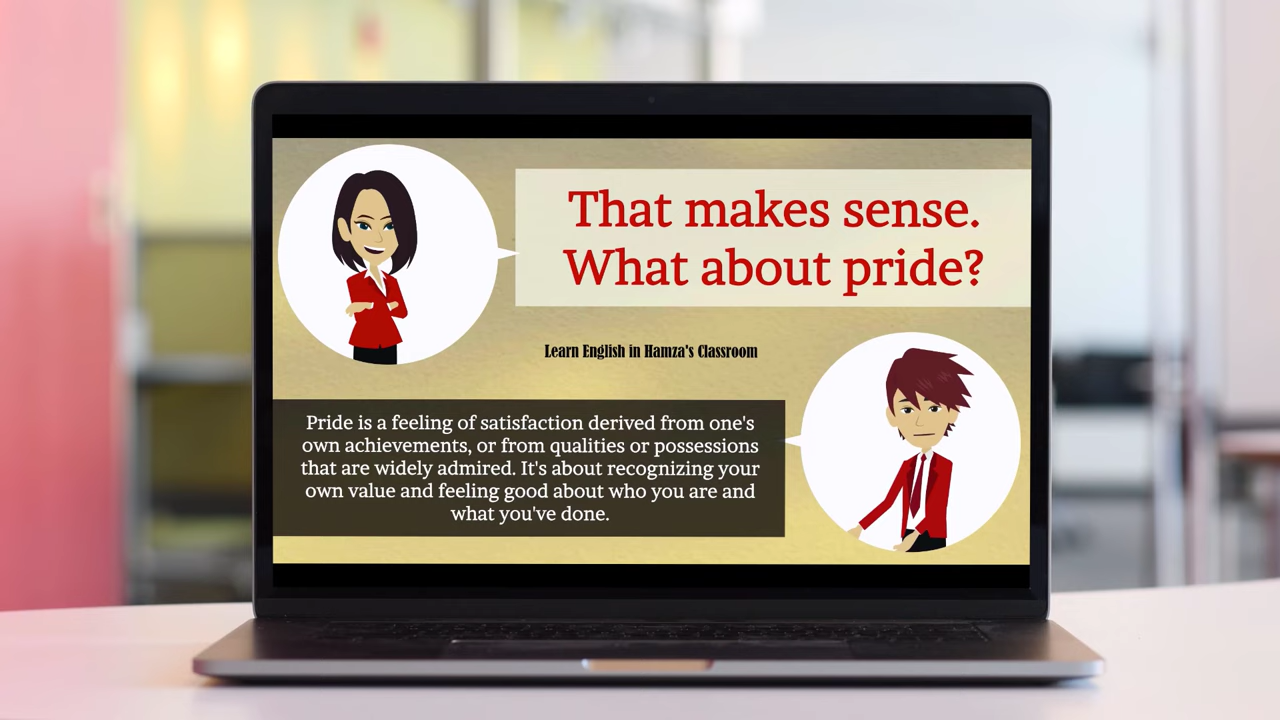 That makes sense.
What about pride?
Learn English in Hamza's Classroom
Pride is a feeling of satisfaction derived from one's
own achievements, or from qualities or possessions
that are widely admired. It's about recognizing your
own value and feeling good about who you are and
what you've done.